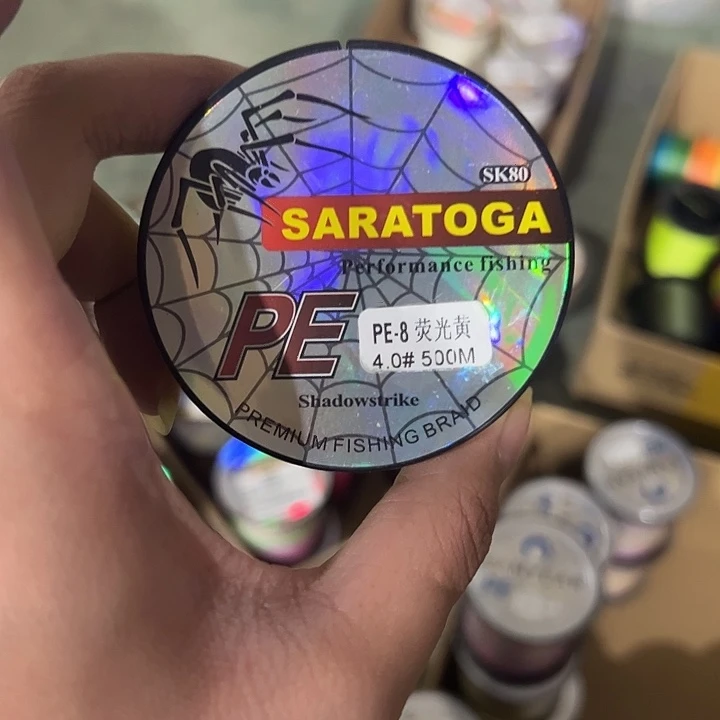 SK80
SARATOGA
Performance fishing
PE
PE-8 荧光黄
4.0# 500M
Shadowstrike
PREMIUM FISHING BRAID